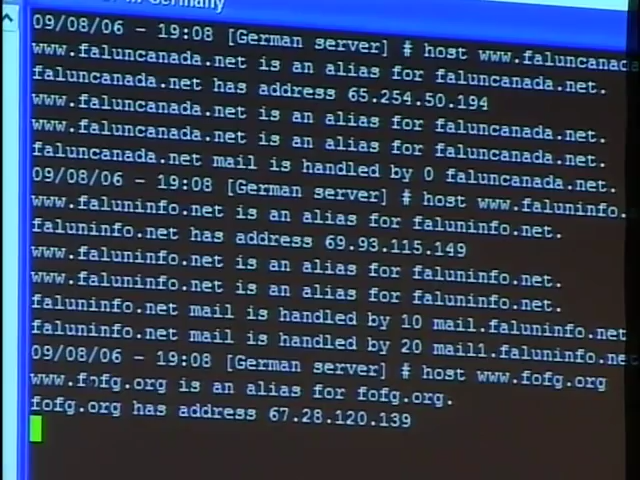 Germany
09/08/06 - 19:08 [German server] # host www.faluncanada
www.faluncanada.net is an alias for faluncanada.net.
faluncanada.net has address 65.254.50.194
www.faluncanada.net is an alias for faluncanada.net.
www.faluncanada.net is an alias for faluncanada.net.
faluncanada.net mail is handled by 0 faluncanada.net.
09/08/06 - 19:08 [German server] # host www.faluninfo.
www.faluninfo.net is an alias for faluninfo.net.
faluninfo.net has address 69.93.115.149
www.faluninfo.net is an alias for faluninfo.net.
www.faluninfo.net is an alias for faluninfo.net.
faluninfo.net mail is handled by 10 mail.faluninfo.net
faluninfo.net mail is handled by 20 mail1.faluninfo.ne
09/08/06 - 19:08 [German server] # host www.fofg.org
www.fofg.org is an alias for fofg.org.
fofg.org has address 67.28.120.139